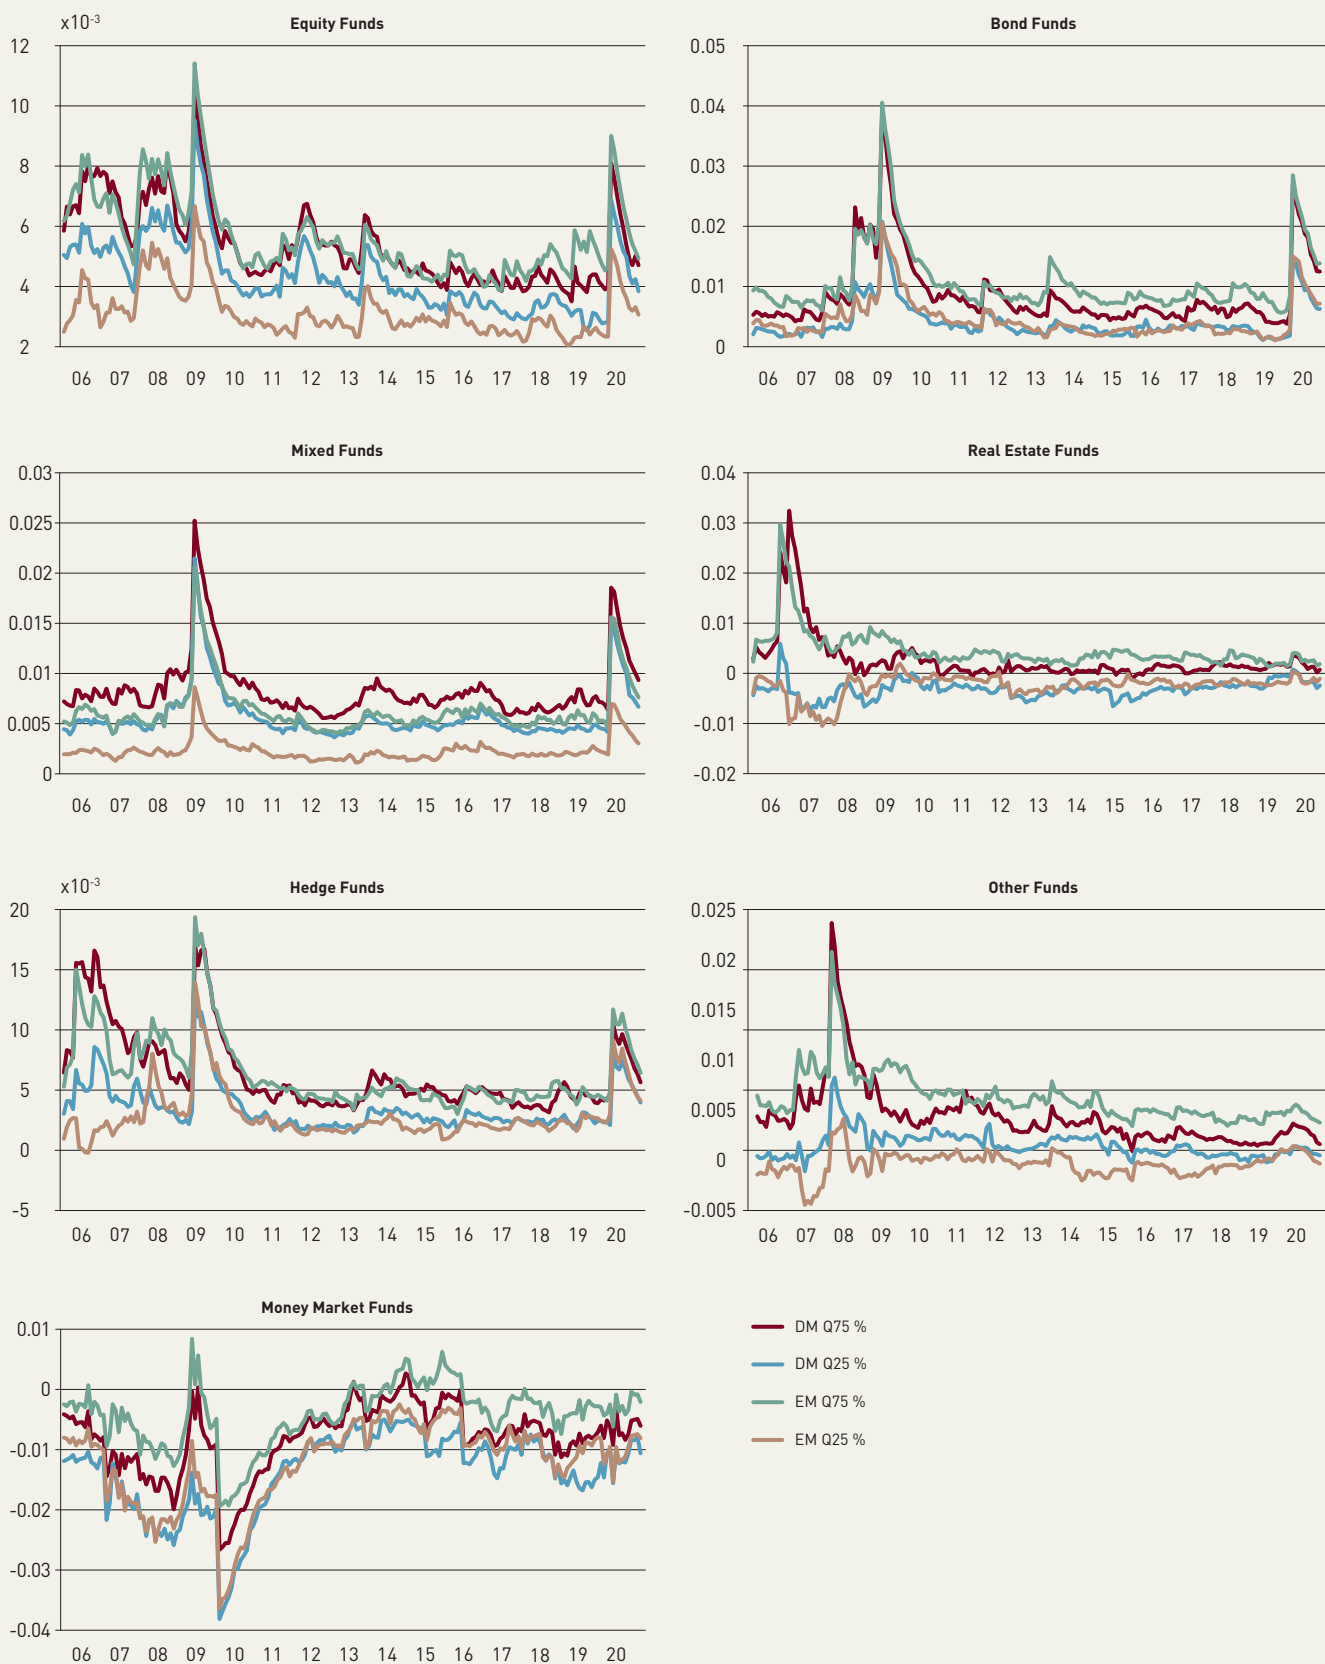 x10-3
Equity Funds
12
10
8
6
4
2
06 07 08 09 10 11 12 13 14 15 16 17 18 19 20
Bond Funds
0.05
0.04
0.03
0.02
0.01
0
06 07 08 09 10 11 12 13 14 15 16 17 18 19 20
Mixed Funds
0.03
0.025
0.02
0.015
0.01
0.005
0
06 07 08 09 10 11 12 13 14 15 16 17 18 19 20
Real Estate Funds
0.04
0.03
0.02
0.01
0
-0.01
-0.02
06 07 08 09 10 11 12 13 14 15 16 17 18 19 20
x10-3
Hedge Funds
20
15
10
5
0
-5
06 07 08 09 10 11 12 13 14 15 16 17 18 19 20
Other Funds
0.025
0.02
0.015
0.01
0.005
0
-0.005
06 07 08 09 10 11 12 13 14 15 16 17 18 19 20
Money Market Funds
0.01
0
-0.01
-0.02
-0.03
-0.04
06 07 08 09 10 11 12 13 14 15 16 17 18 19 20
DM Q75 %
DM Q25 %
EM Q75 %
EM Q25 %